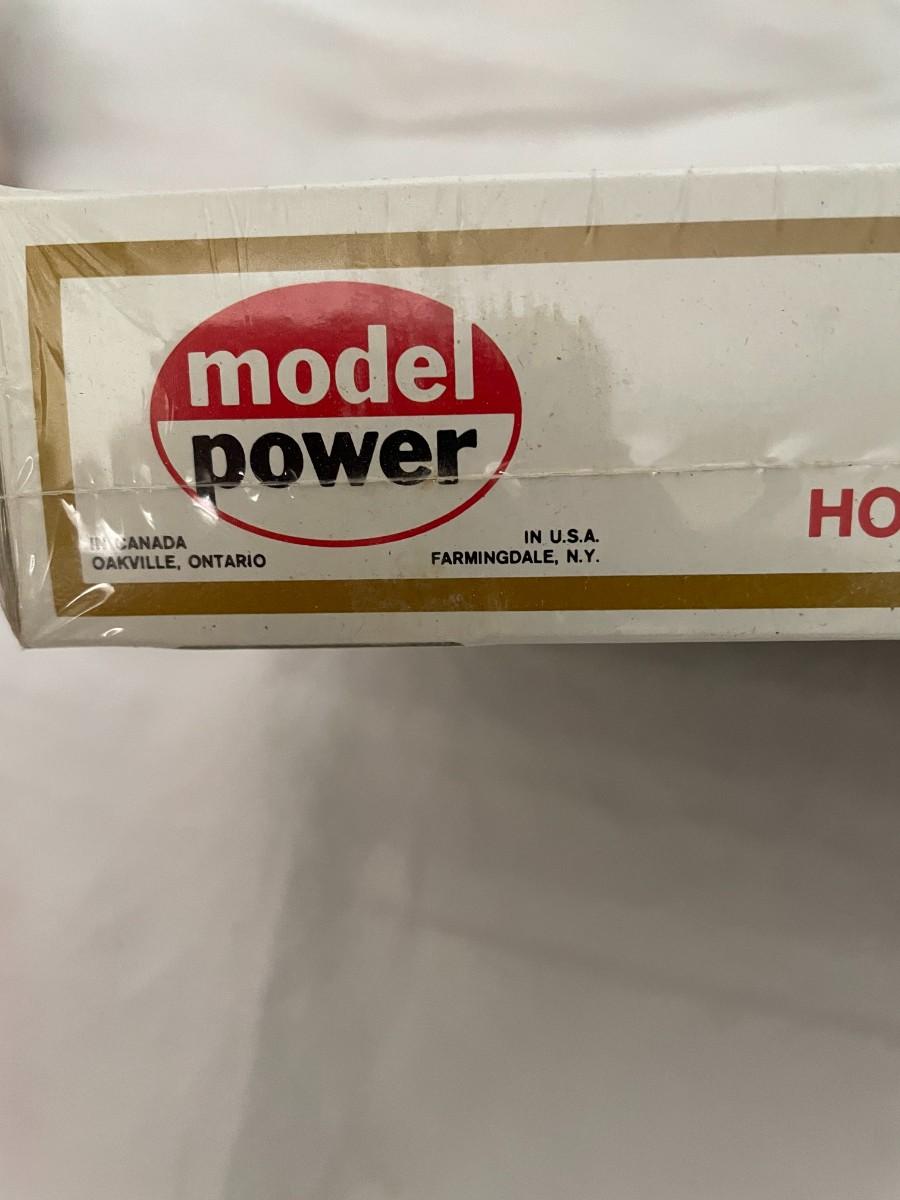 model
power
IN CANADA
OAKVILLE, ONTARIO
IN U.S.A.
FARMINGDALE, N.Y.
HO